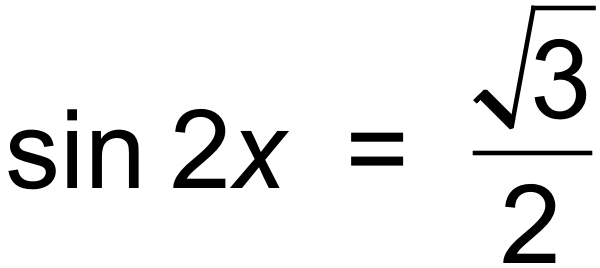 sin 2x = √3/2